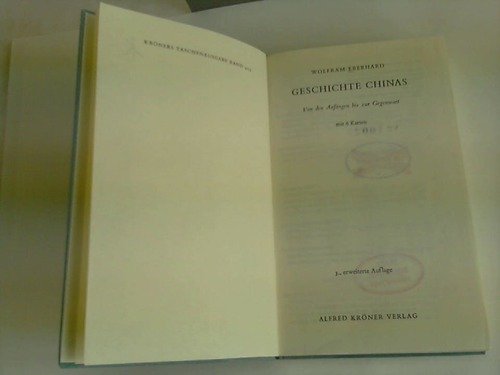 KRÖNERS TASCHENAUSGABE BAND 413
WOLFRAM EBERHARD
GESCHICHTE CHINAS
Von den Anfängen bis zur Gegenwart
mit 6 Karten
3., erweiterte Auflage
ALFRED KRÖNER VERLAG